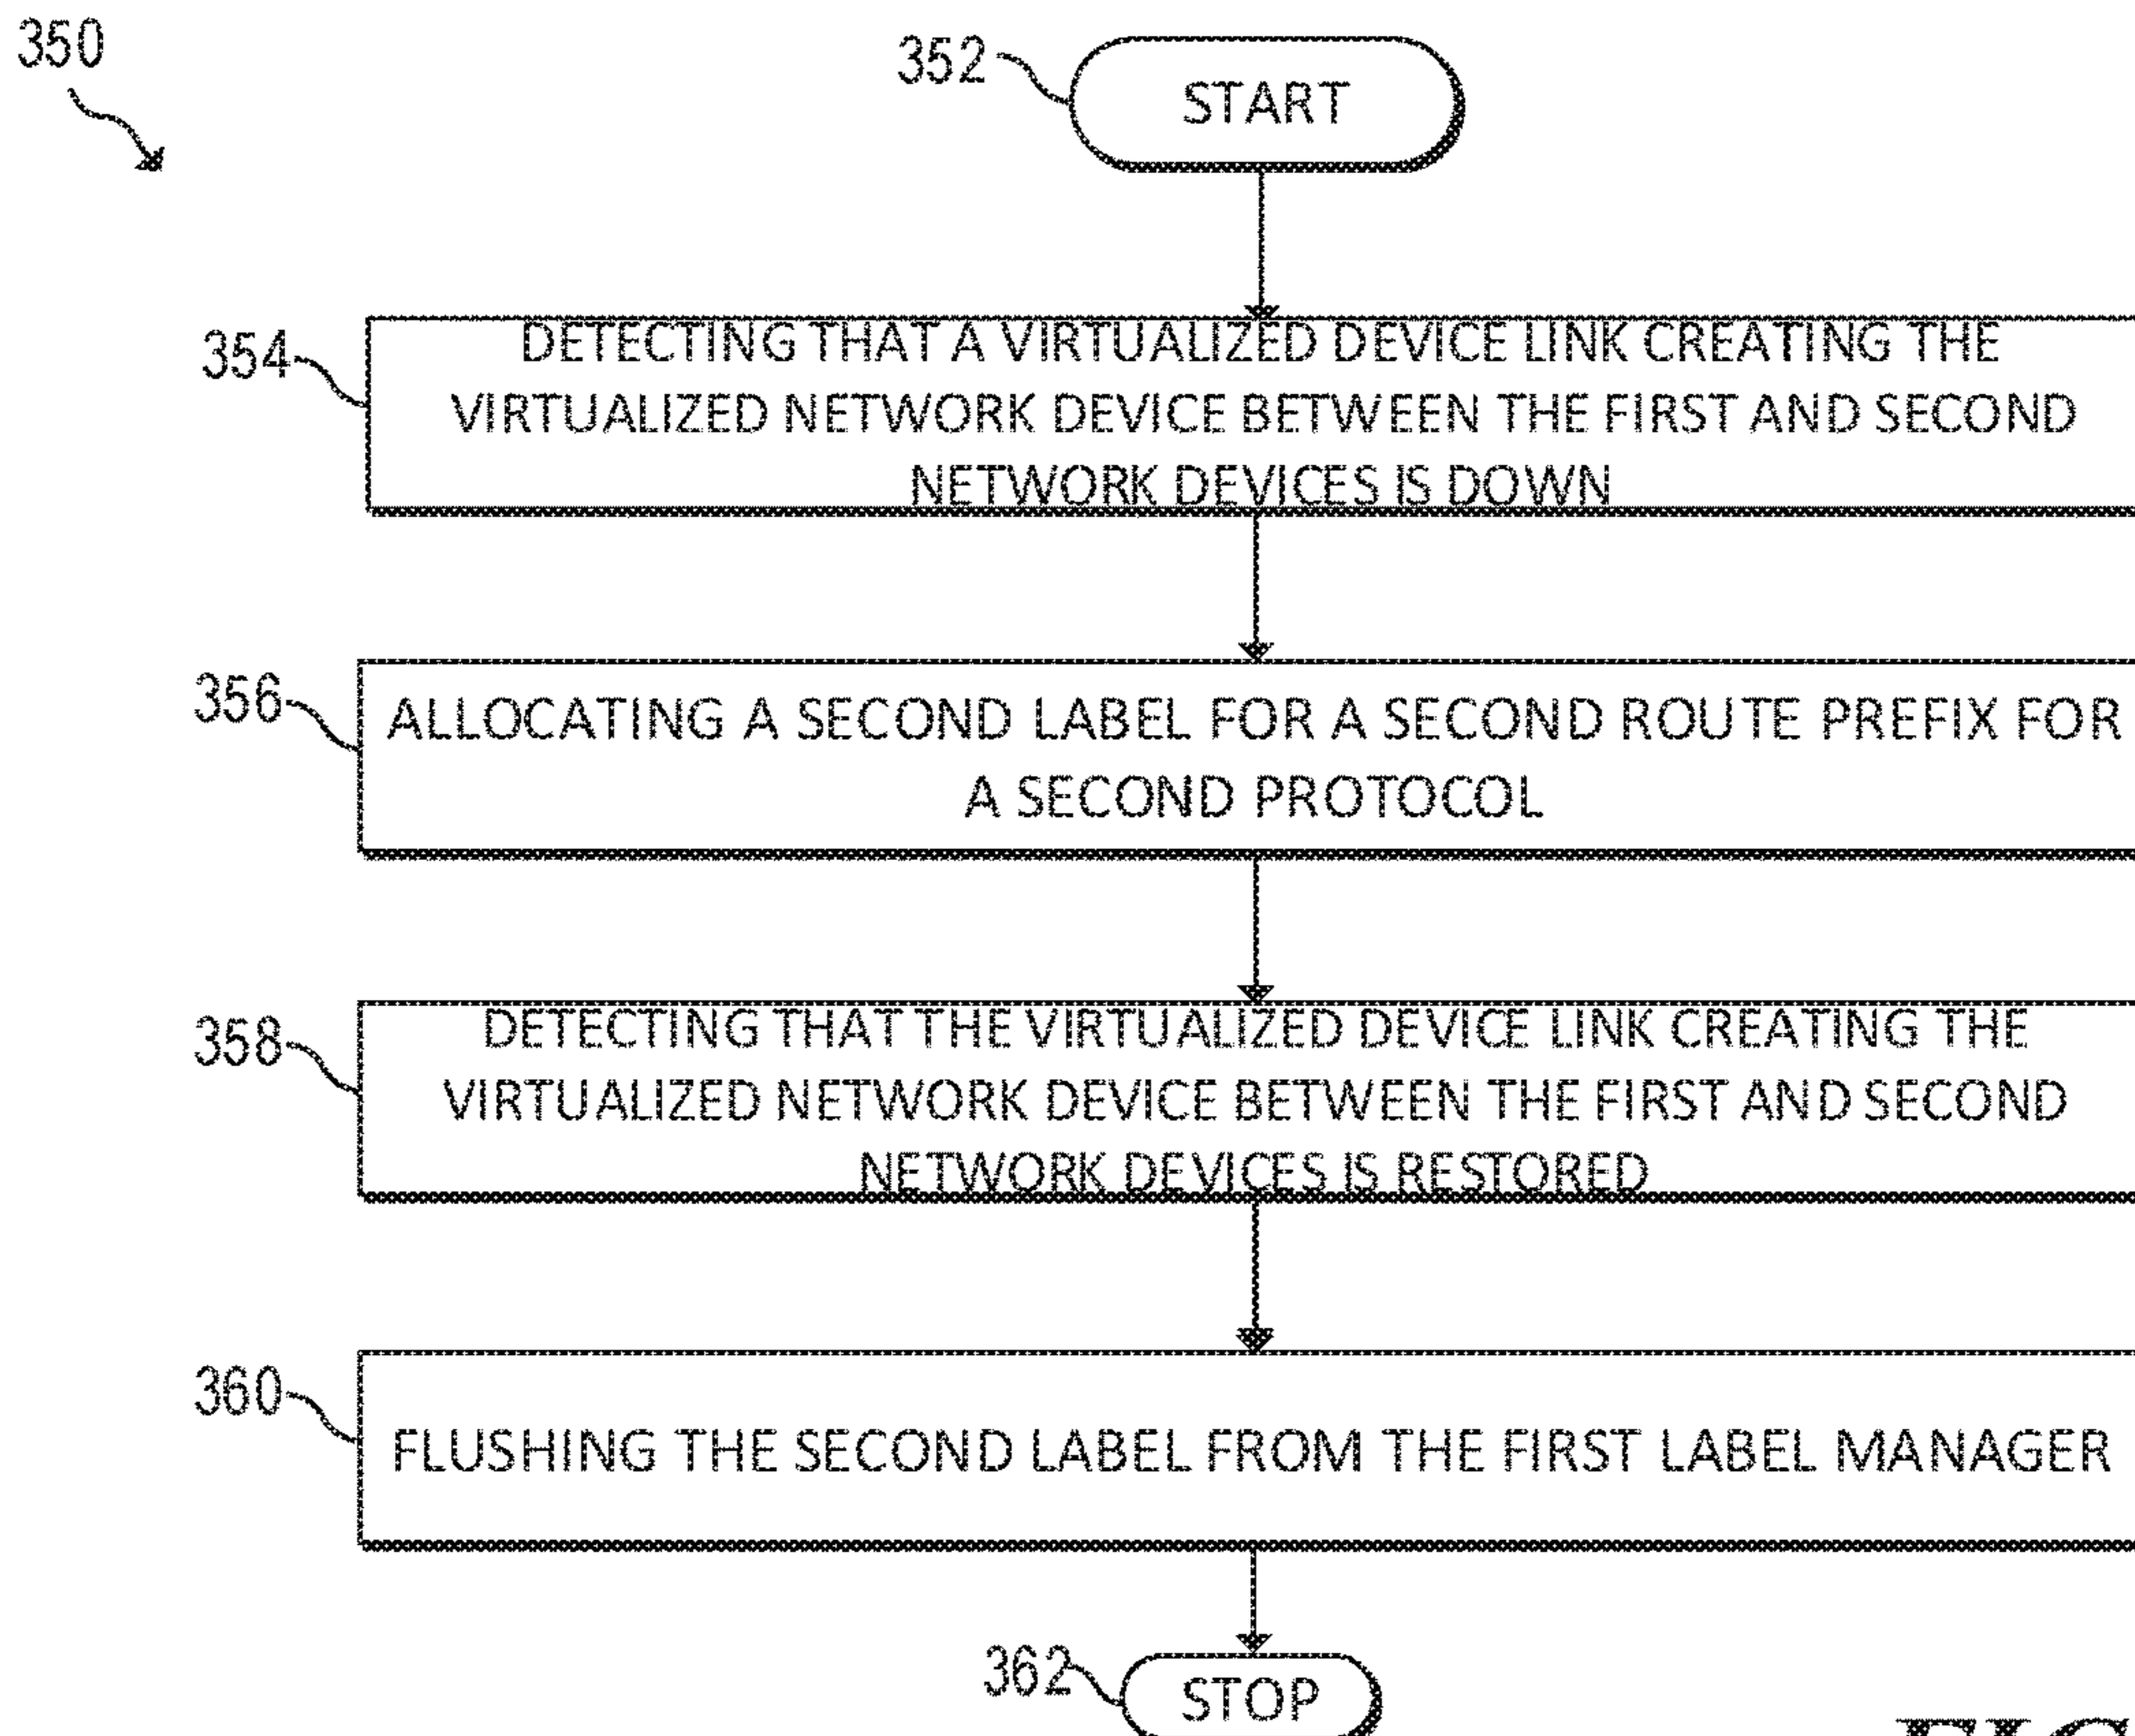 350
352
START
354
DETECTING THAT A VIRTUALIZED DEVICE LINK CREATING THE
VIRTUALIZED NETWORK DEVICE BETWEEN THE FIRST AND SECOND
NETWORK DEVICES IS DOWN
356
ALLOCATING A SECOND LABEL FOR A SECOND ROUTE PREFIX FOR
A SECOND PROTOCOL
358
DETECTING THAT THE VIRTUALIZED DEVICE LINK CREATING THE
VIRTUALIZED NETWORK DEVICE BETWEEN THE FIRST AND SECOND
NETWORK DEVICES IS RESTORED
360
FLUSHING THE SECOND LABEL FROM THE FIRST LABEL MANAGER
362
STOP